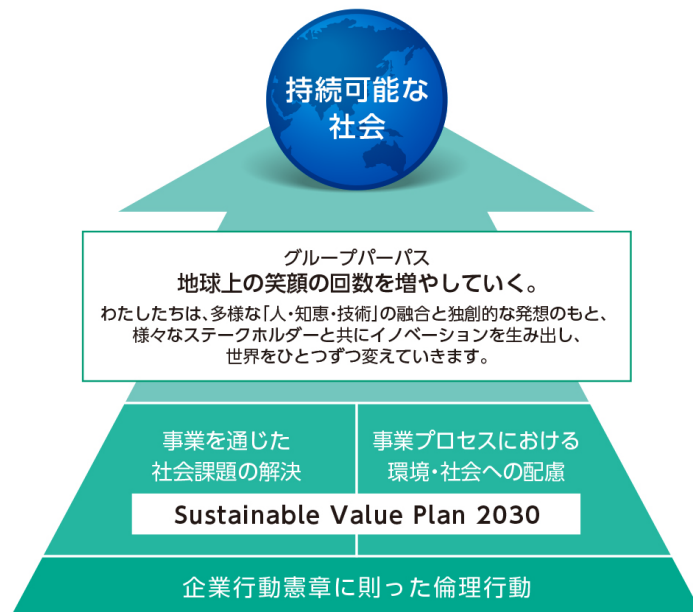 持続可能な
社会
グループパーパス
地球上の笑顔の回数を増やしていく。
わたしたちは、多様な｢人・知恵・技術｣の融合と独創的な発想のもと、
様々なステークホルダーと共にイノベーションを生み出し、
世界をひとつずつ変えていきます。
事業を通じた
社会課題の解決
事業プロセスにおける
環境・社会への配慮
Sustainable Value Plan 2030
企業行動憲章に則った倫理行動